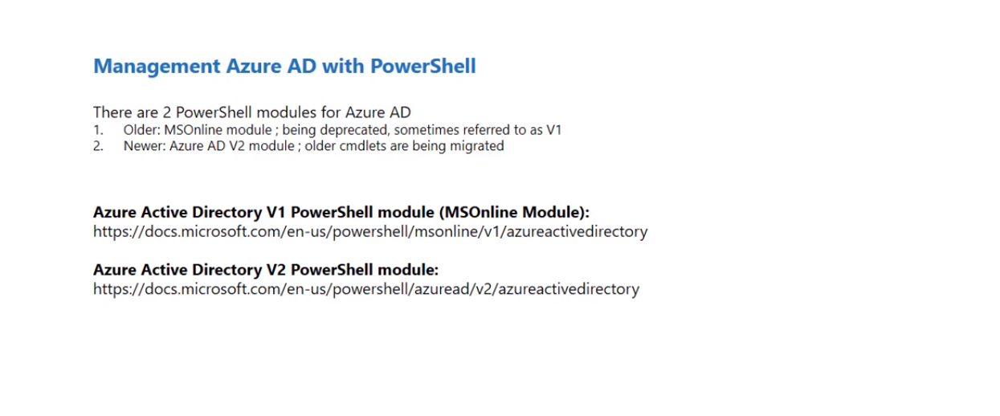 Management Azure AD with PowerShell
There are 2 PowerShell modules for Azure AD
1. Older: MSOnline module ; being deprecated, sometimes referred to as V1
2. Newer: Azure AD V2 module ; older cmdlets are being migrated
Azure Active Directory V1 PowerShell module (MSOnline Module):
https://docs.microsoft.com/en-us/powershell/msonline/v1/azureactivedirectory
Azure Active Directory V2 PowerShell module:
https://docs.microsoft.com/en-us/powershell/azuread/v2/azureactivedirectory